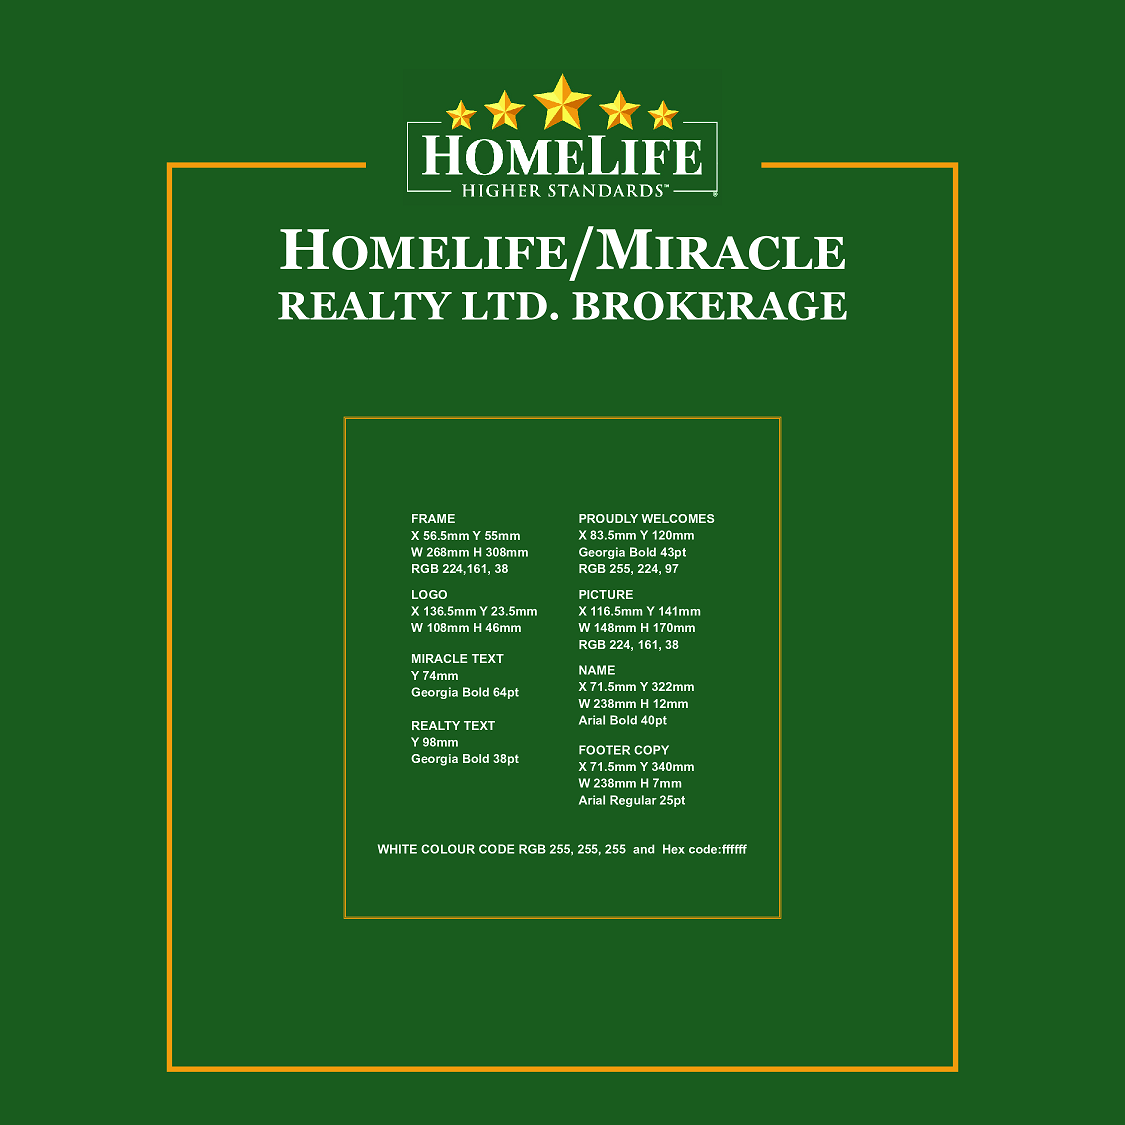 HOMELIFE
HIGHER STANDARDS™
®
HOMELIFE/MIRACLE
REALTY LTD. BROKERAGE
FRAME
X 56.5mm Y 55mm
W 268mm H 308mm
RGB 224,161, 38
LOGO
X 136.5mm Y 23.5mm
W 108mm H 46mm
MIRACLE TEXT
Y 74mm
Georgia Bold 64pt
REALTY TEXT
Y 98mm
Georgia Bold 38pt
PROUDLY WELCOMES
X 83.5mm Y 120mm
Georgia Bold 43pt
RGB 255, 224, 97
PICTURE
X 116.5mm Y 141mm
W 148mm H 170mm
RGB 224, 161, 38
NAME
X 71.5mm Y 322mm
W 238mm H 12mm
Arial Bold 40pt
FOOTER COPY
X 71.5mm Y 340mm
W 238mm H 7mm
Arial Regular 25pt
WHITE COLOUR CODE RGB 255, 255, 255  and  Hex code:ffffff